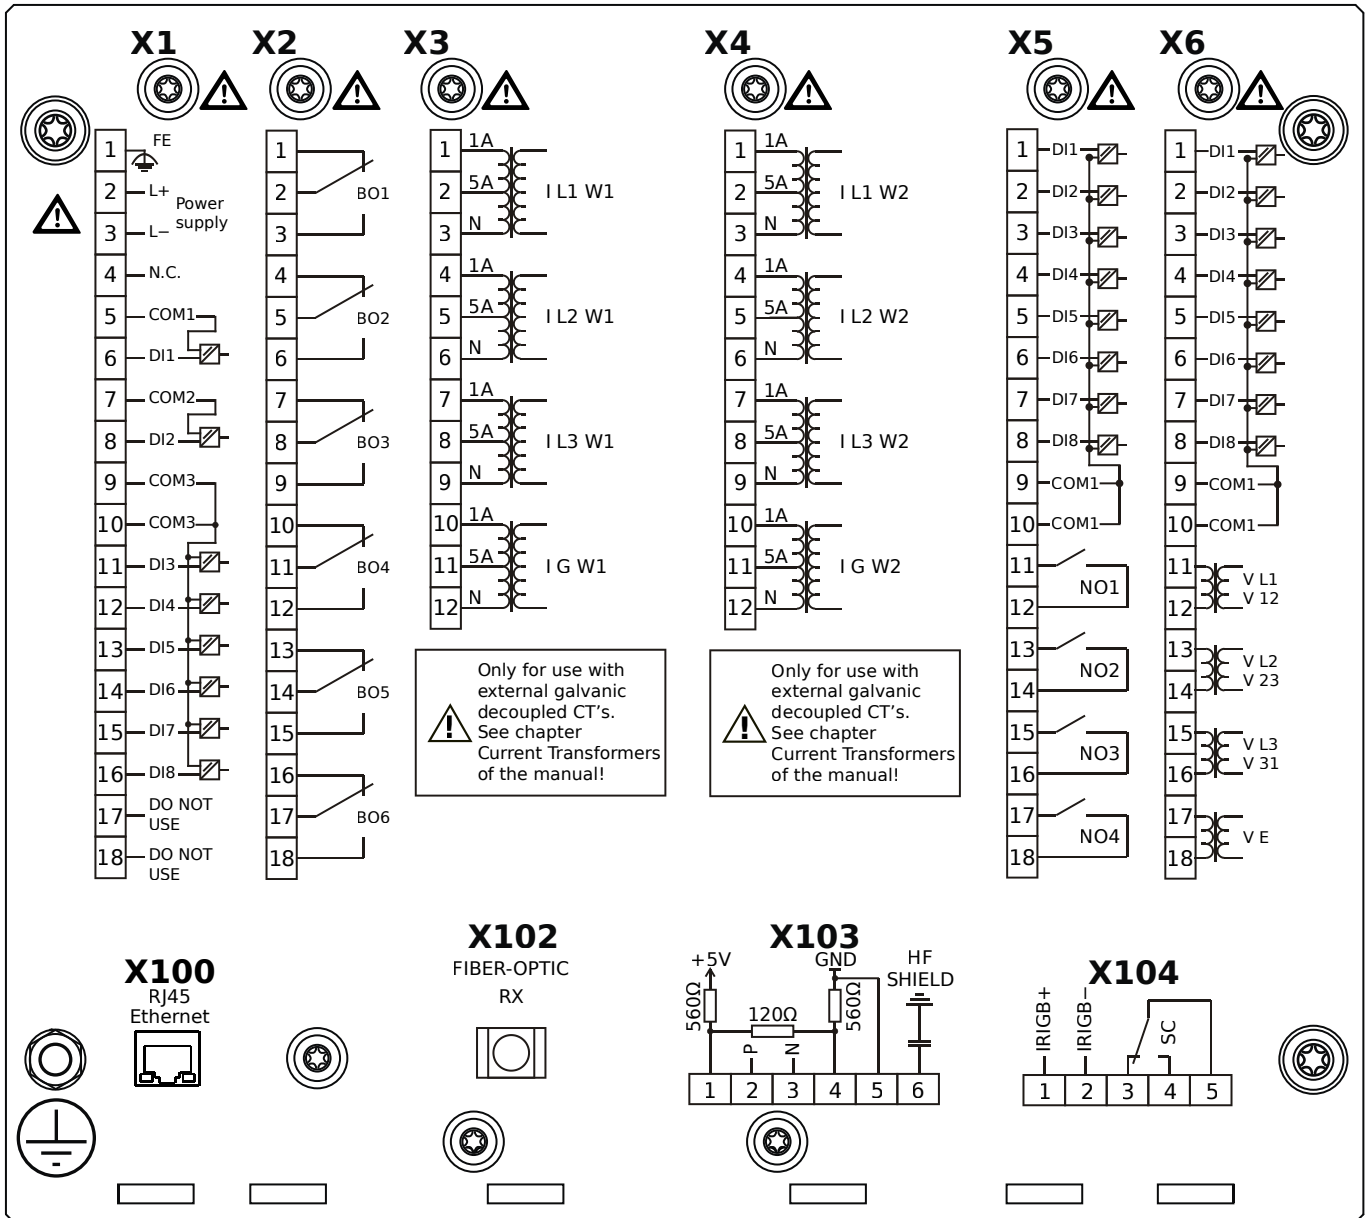 X1
X2
X3
X4
X5
X6
1 FE
2 L+
Power
supply
3 L−
4 N.C.
5 COM1
6 DI1
7 COM2
8 DI2
9 COM3
10 COM3
11 DI3
12 DI4
13 DI5
14 DI6
15 DI7
16 DI8
17 DO NOT
USE
18 DO NOT
USE
1
2 BO1
3
4
5 BO2
6
7
8 BO3
9
10
11 BO4
12
13
14 BO5
15
16
17 BO6
18
1 1A
2 5A I L1 W1
3 N
4 1A
5 5A I L2 W1
6 N
7 1A
8 5A I L3 W1
9 N
10 1A
11 5A I G W1
12 N
Only for use with
external galvanic
decoupled CT's.
See chapter
Current Transformers
of the manual!
1 1A
2 5A I L1 W2
3 N
4 1A
5 5A I L2 W2
6 N
7 1A
8 5A I L3 W2
9 N
10 1A
11 5A I G W2
12 N
Only for use with
external galvanic
decoupled CT's.
See chapter
Current Transformers
of the manual!
1 DI1
2 DI2
3 DI3
4 DI4
5 DI5
6 DI6
7 DI7
8 DI8
9 COM1
10 COM1
11
NO1
12
13
NO2
14
15
NO3
16
17
NO4
18
1 DI1
2 DI2
3 DI3
4 DI4
5 DI5
6 DI6
7 DI7
8 DI8
9 COM1
10 COM1
11 V L1
12 V 12
13 V L2
14 V 23
15 V L3
16 V 31
17
V E
18
X100
RJ45
Ethernet
X102
FIBER-OPTIC
RX
X103
+5V
GND
HF
SHIELD
560Ω
120Ω
560Ω
P
N
1 2 3 4 5 6
X104
IRIGB+
IRIGB−
SC
1 2 3 4 5